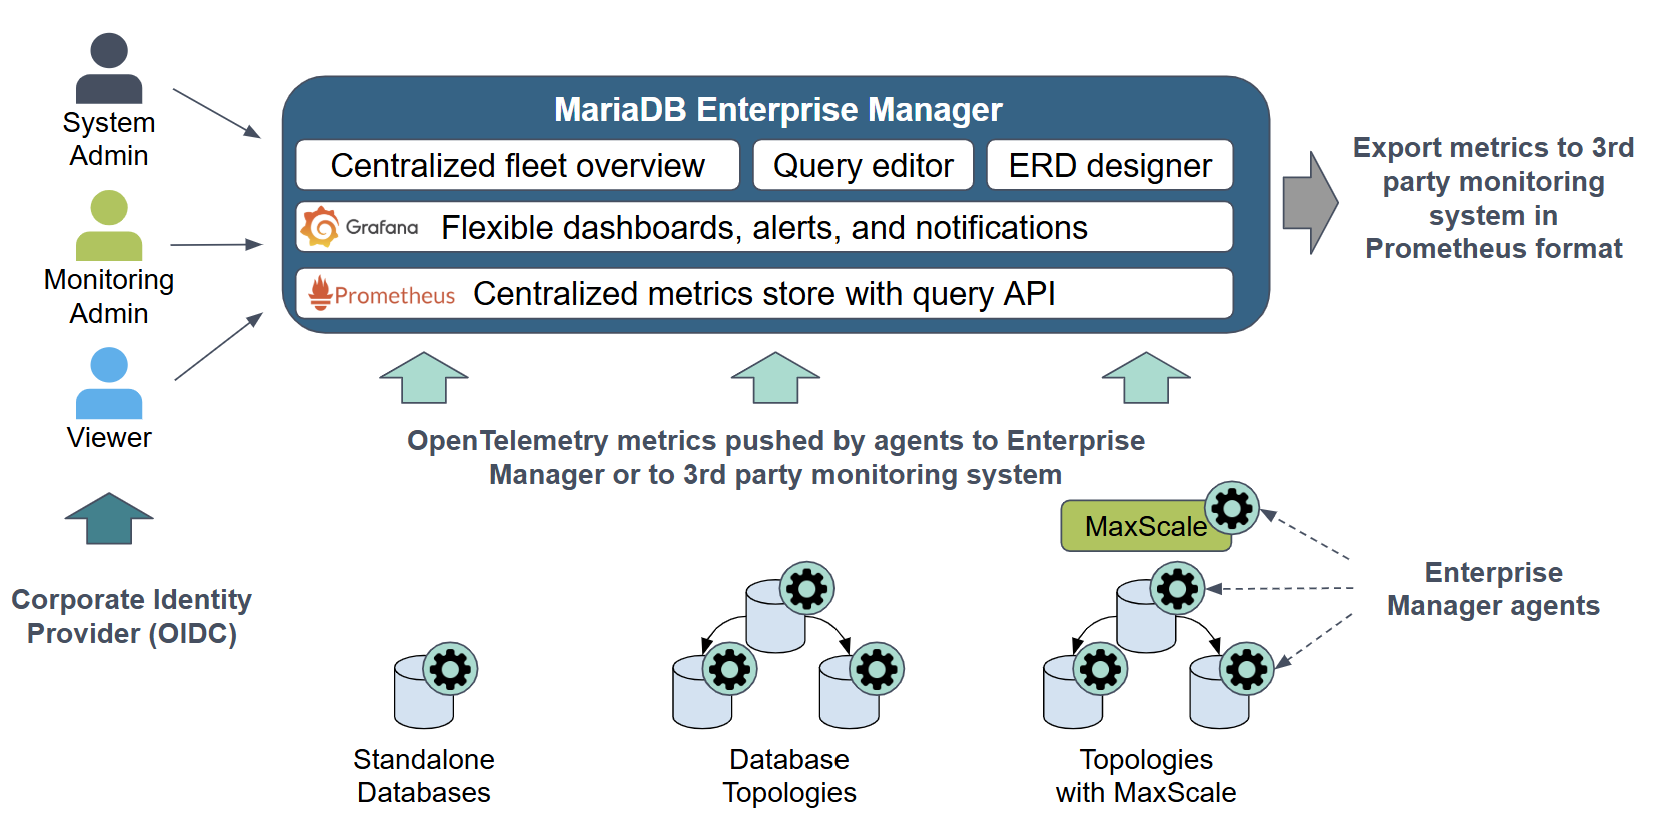 System
Admin
Monitoring
Admin
Viewer
Corporate Identity
Provider (OIDC)
MariaDB Enterprise Manager
Centralized fleet overview
Query editor
ERD designer
Grafana
Flexible dashboards, alerts, and notifications
Prometheus
Centralized metrics store with query API
Export metrics to 3rd
party monitoring
system in
Prometheus format
OpenTelemetry metrics pushed by agents to Enterprise
Manager or to 3rd party monitoring system
MaxScale
Enterprise
Manager agents
Standalone
Databases
Database
Topologies
Topologies
with MaxScale